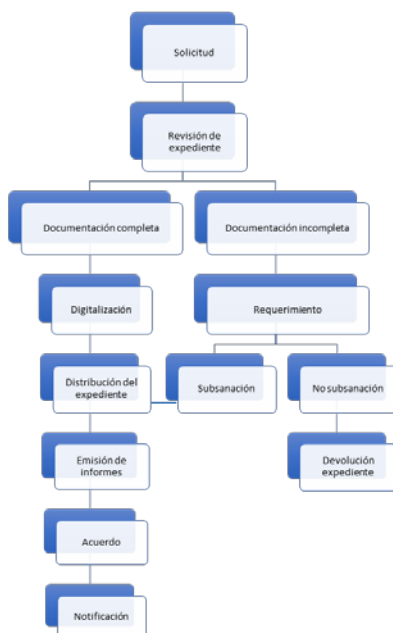 Solicitud
Revisión de
expediente
Documentación completa
Documentación incompleta
Digitalización
Requerimiento
Distribución del
expediente
Subsanación
No subsanación
Emisión de
informes
Devolución
expediente
Acuerdo
Notificación